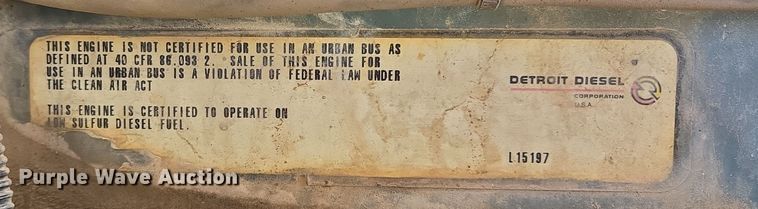 THIS ENGINE IS NOT CERTIFIED FOR USE IN AN URBAN BUS AS
DEFINED AT 40 CFR 86.093 2. SALE OF THIS ENGINE FOR
USE IN AN URBAN BUS IS A VIOLATION OF FEDERAL LAW UNDER
THE CLEAN AIR ACT
THIS ENGINE IS CERTIFIED TO OPERATE ON
LOW SULFUR DIESEL FUEL.
DETROIT DIESEL
CORPORATION
U.S.A.
L15197
Purple Wave Auction